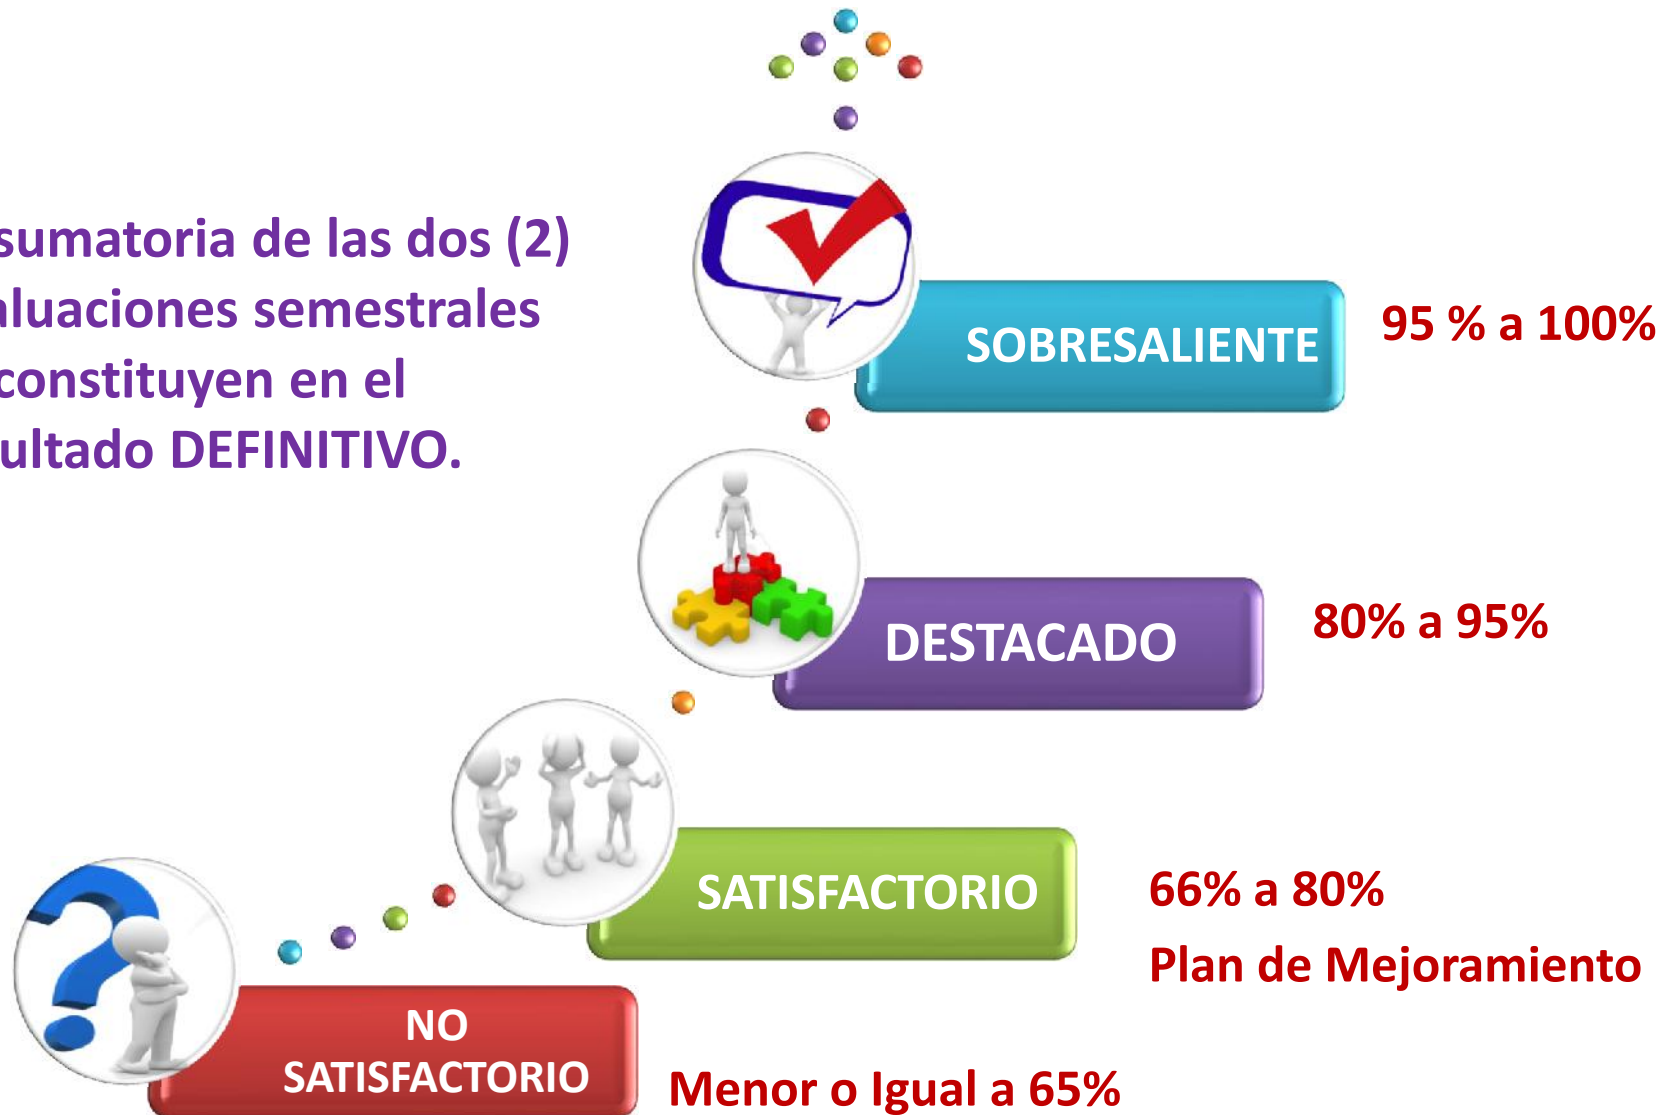 sumatoria de las dos (2)
aluaciones semestrales
constituyen en el
ultado DEFINITIVO.
SOBRESALIENTE
95 % a 100%
DESTACADO
80% a 95%
SATISFACTORIO
66% a 80%
Plan de Mejoramiento
NO
SATISFACTORIO
Menor o Igual a 65%